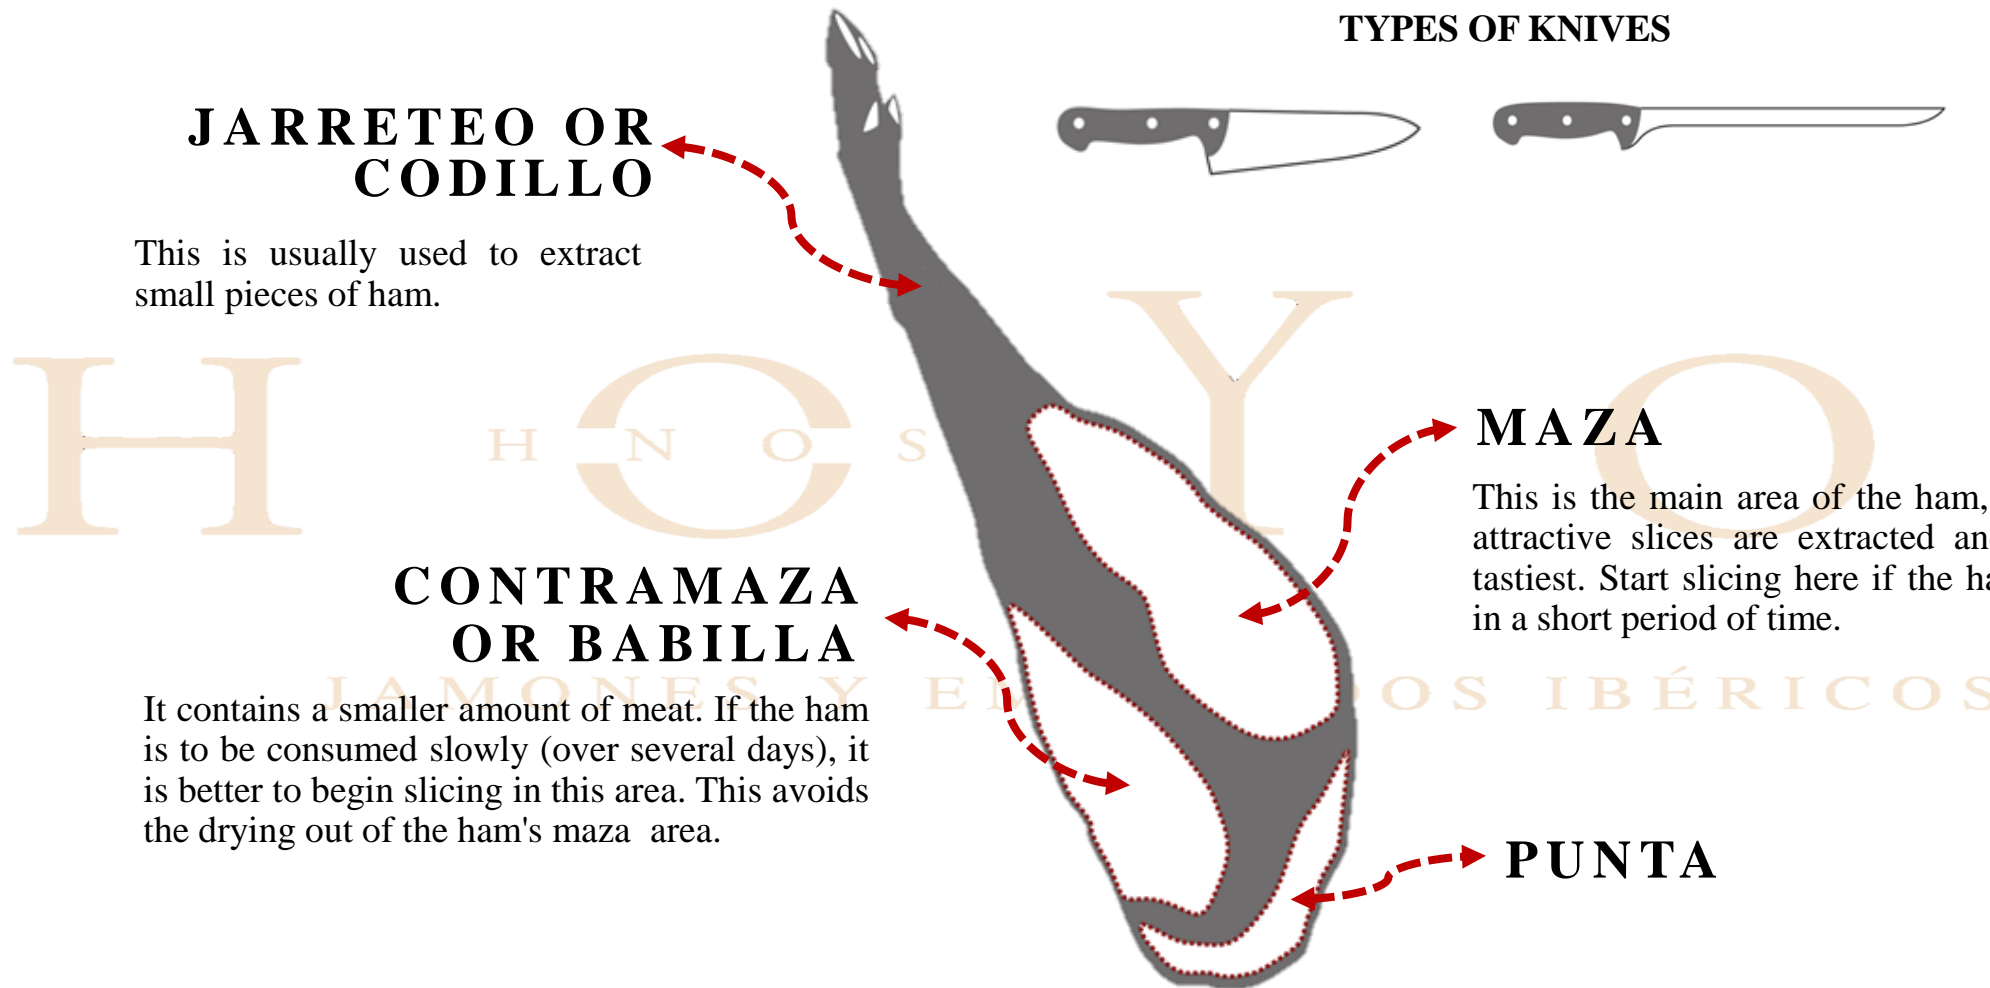 TYPES OF KNIVES
JARRETEO OR
CODILLO
This is usually used to extract
small pieces of ham.
H O Y O
H N O S
MAZA
This is the main area of the ham,
attractive slices are extracted
tastiest. Start slicing here if the
in a short period of time.
CONTRAMAZA
OR BABILLA
JAMONES Y IBÉRICOS
It contains a smaller amount of meat. If the ham
is to be consumed slowly (over several days), it
is better to begin slicing in this area. This avoids
the drying out of the ham's maza area.
PUNTA